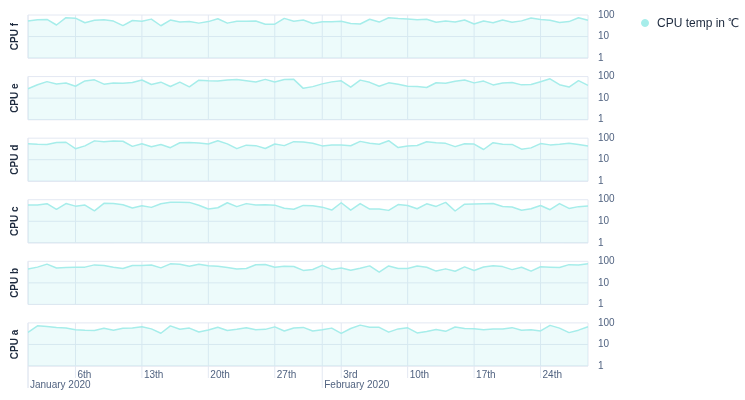 CPU temp in ℃
CPU f
100
10
1
CPU e
100
10
1
CPU d
100
10
1
CPU c
100
10
1
CPU b
100
10
1
CPU a
100
10
1
6th 13th 20th 27th 3rd 10th 17th 24th
January 2020 February 2020